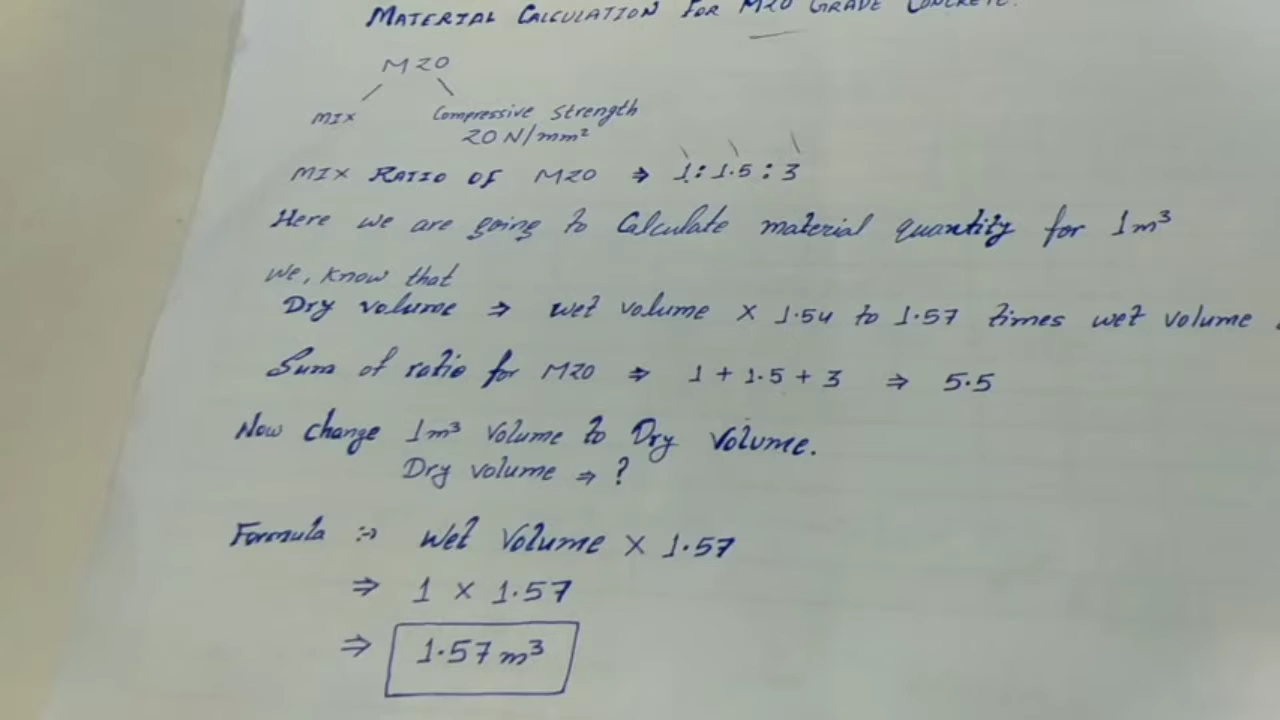 MATERIAL CALCULATION FOR M20 GRADE CONCRETE.
M20
MIX
Compressive Strength
20 N/mm²
MIX RATIO OF M20 ⇒ 1 : 1.5 : 3
Here we are going to Calculate material quantity for 1m³
We, know that
Dry volume ⇒ wet volume × 1.54 to 1.57 times wet volume.
Sum of ratio for M20 ⇒ 1 + 1.5 + 3 ⇒ 5.5
Now change 1m³ Volume to Dry Volume.
Dry volume ⇒ ?
Formula :→ Wet Volume × 1.57
⇒ 1 × 1.57
⇒ 1.57 m³